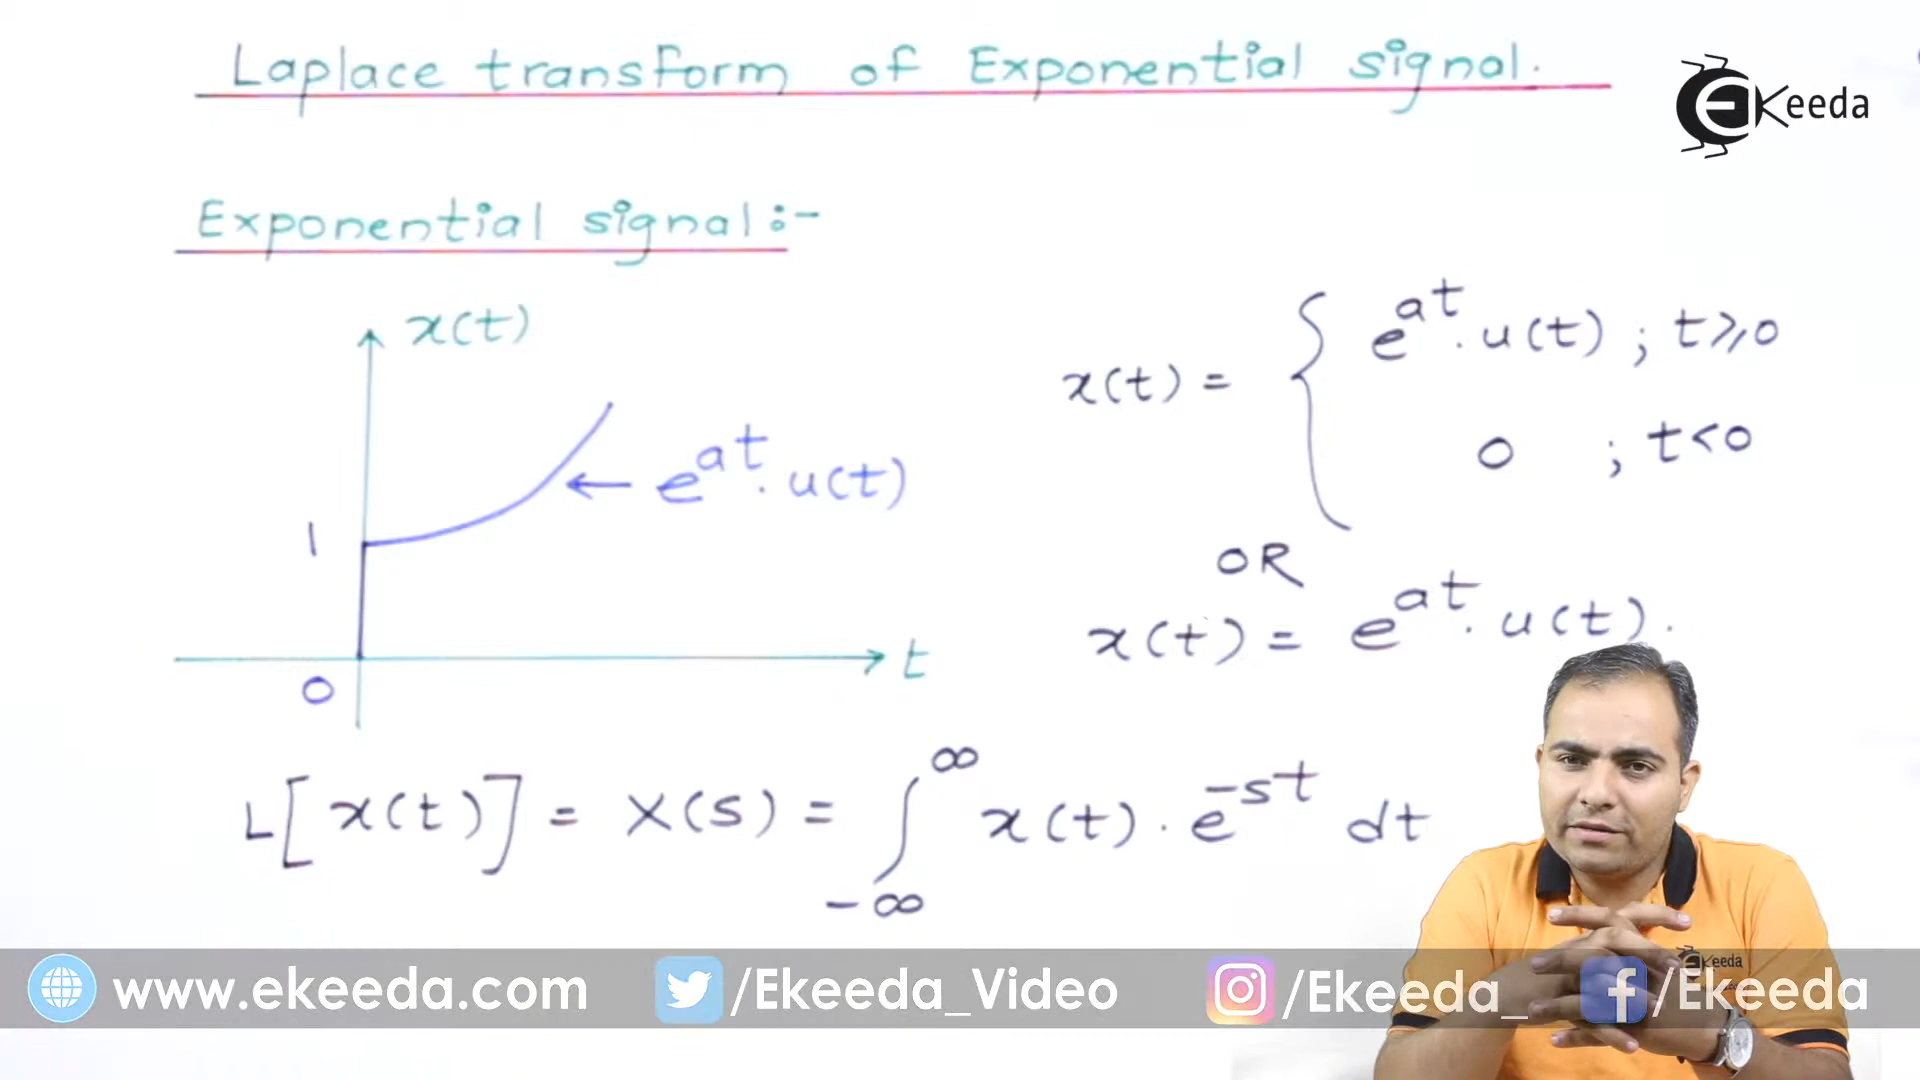 Laplace transform of Exponential signal.
EKeeda
Exponential signal:-
x(t)
e^{at}.u(t)
1
0
t
x(t) = { e^{at}.u(t) ; t≥0
0 ; t<0
OR
x(t) = e^{at}.u(t).
L[x(t)] = X(s) = ∫_{-∞}^{∞} x(t).e^{-st} dt
EKeeda
www.ekeeda.com /Ekeeda_Video /Ekeeda_ /Ekeeda